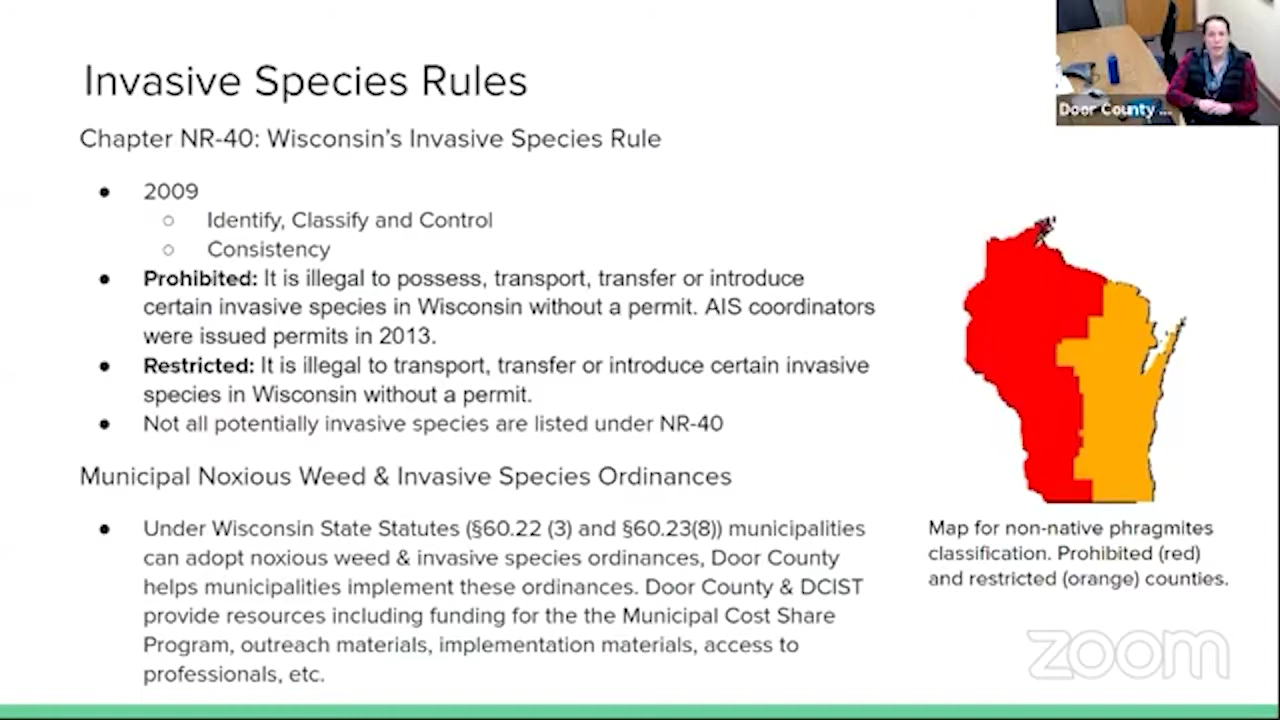 Invasive Species Rules
Door County ...
Chapter NR-40: Wisconsin's Invasive Species Rule
2009
Identify, Classify and Control
Consistency
Prohibited: It is illegal to possess, transport, transfer or introduce
certain invasive species in Wisconsin without a permit. AIS coordinators
were issued permits in 2013.
Restricted: It is illegal to transport, transfer or introduce certain invasive
species in Wisconsin without a permit.
Not all potentially invasive species are listed under NR-40
Municipal Noxious Weed & Invasive Species Ordinances
Under Wisconsin State Statutes (§60.22 (3) and §60.23(8)) municipalities
can adopt noxious weed & invasive species ordinances, Door County
helps municipalities implement these ordinances. Door County & DCIST
provide resources including funding for the the Municipal Cost Share
Program, outreach materials, implementation materials, access to
professionals, etc.
Map for non-native phragmites
classification. Prohibited (red)
and restricted (orange) counties.
zoom